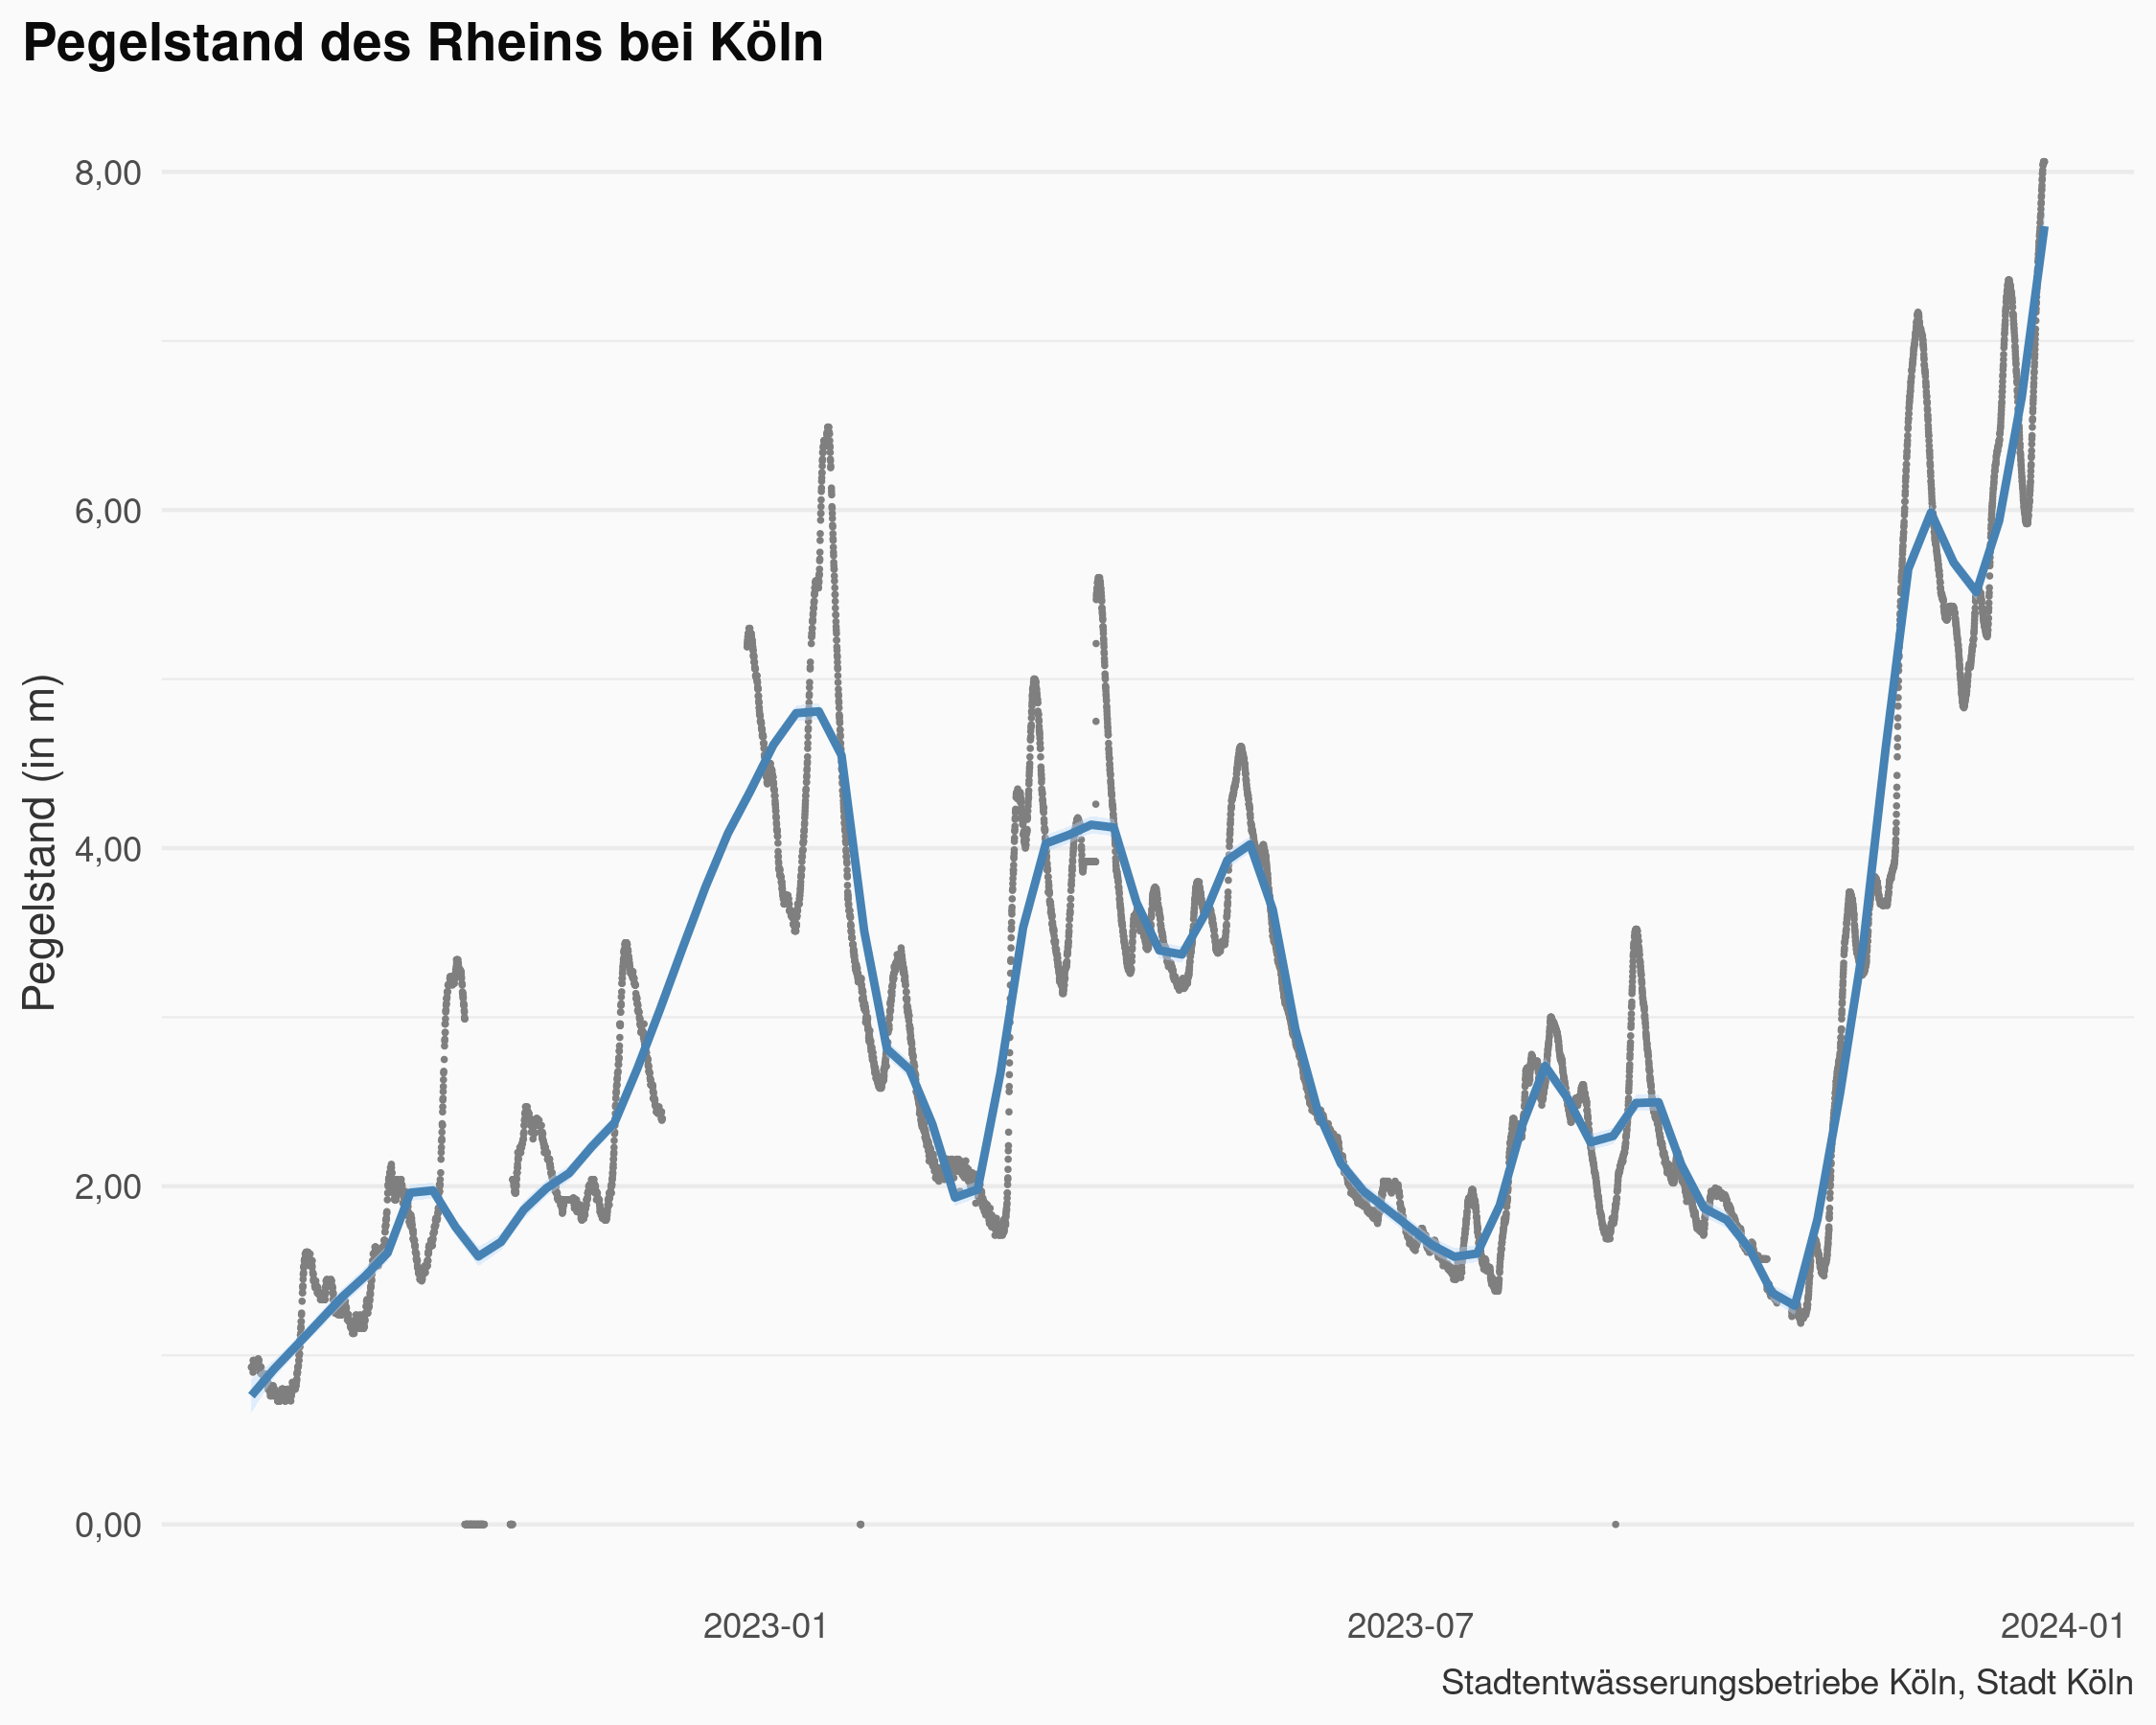 Pegelstand des Rheins bei Köln
8,00
6,00
4,00
2,00
0,00
Pegelstand (in m)
2023-01
2023-07
2024-01
Stadtentwässerungsbetriebe Köln, Stadt Köln